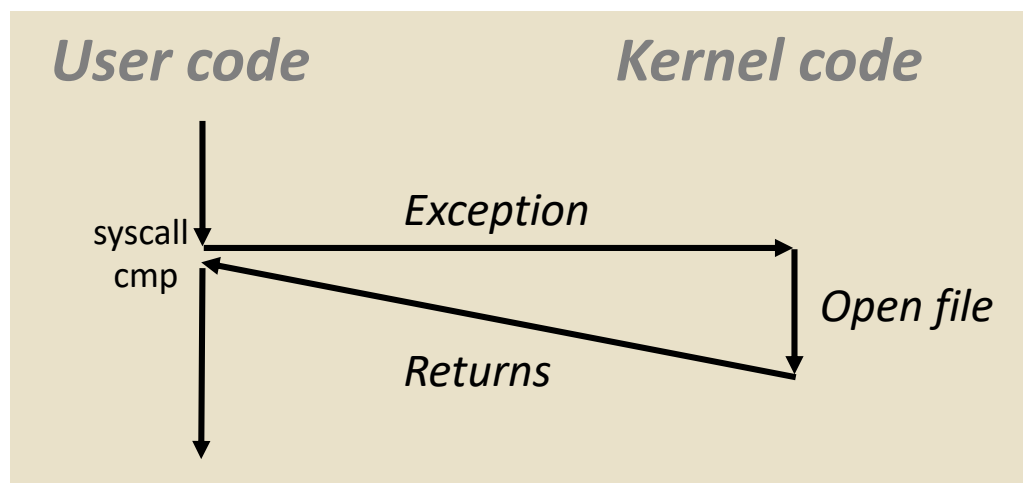 User code
Kernel code
Exception
syscall
cmp
Open file
Returns